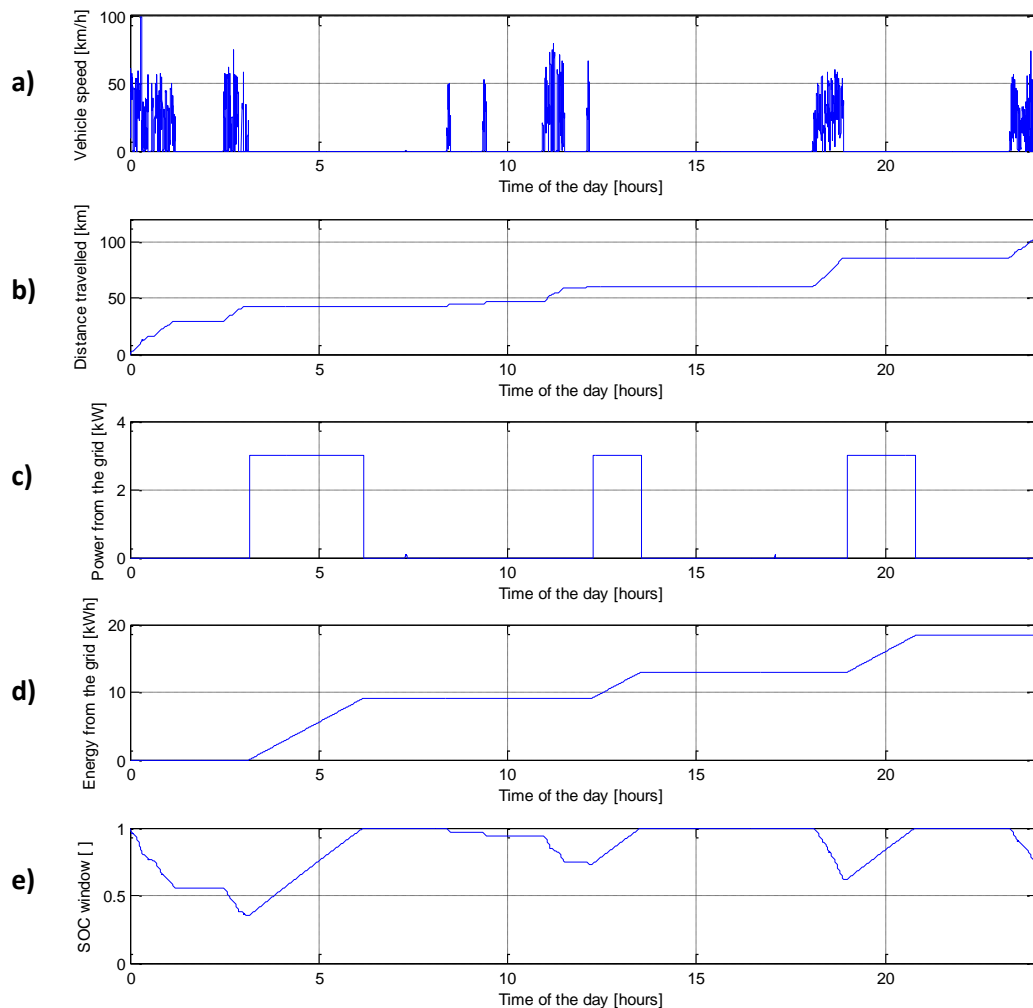 a)
Vehicle speed [km/h]
100
50
0
0 5 10 15 20
Time of the day [hours]
b)
Distance travelled [km]
100
50
0
0 5 10 15 20
Time of the day [hours]
c)
Power from the grid [kW]
4
2
0
0 5 10 15 20
Time of the day [hours]
d)
Energy from the grid [kWh]
20
10
0
0 5 10 15 20
Time of the day [hours]
e)
SOC window [ ]
1
0.5
0
0 5 10 15 20
Time of the day [hours]